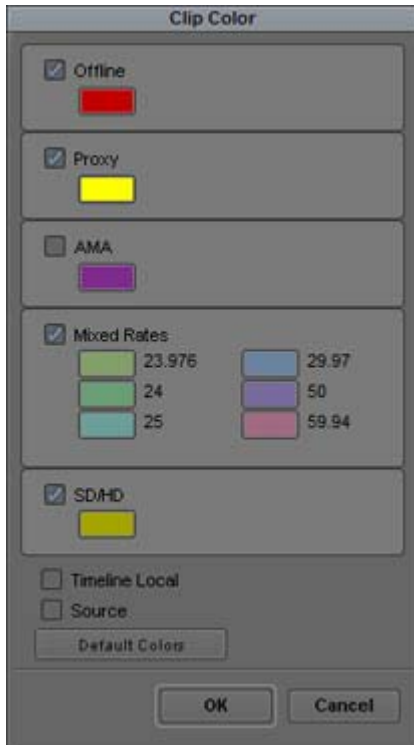 Clip Color
Offline
Proxy
AMA
Mixed Rates
23.976 29.97
24 50
25 59.94
SD/HD
Timeline Local
Source
Default Colors
OK Cancel